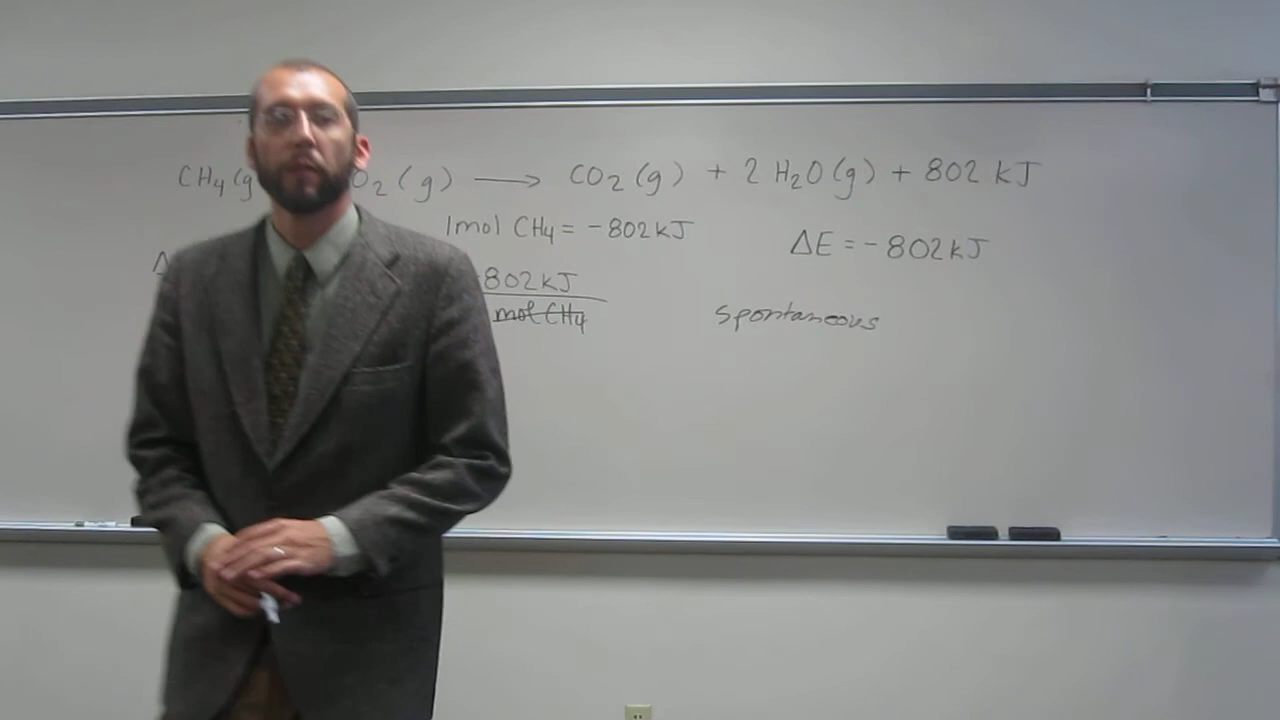 CH₄(g O₂(g) ⟶ CO₂(g) + 2 H₂O(g) + 802 kJ
1mol CH₄ = -802kJ
ΔE = -802kJ
Δ
-802kJ
mol CH₄
spontaneous